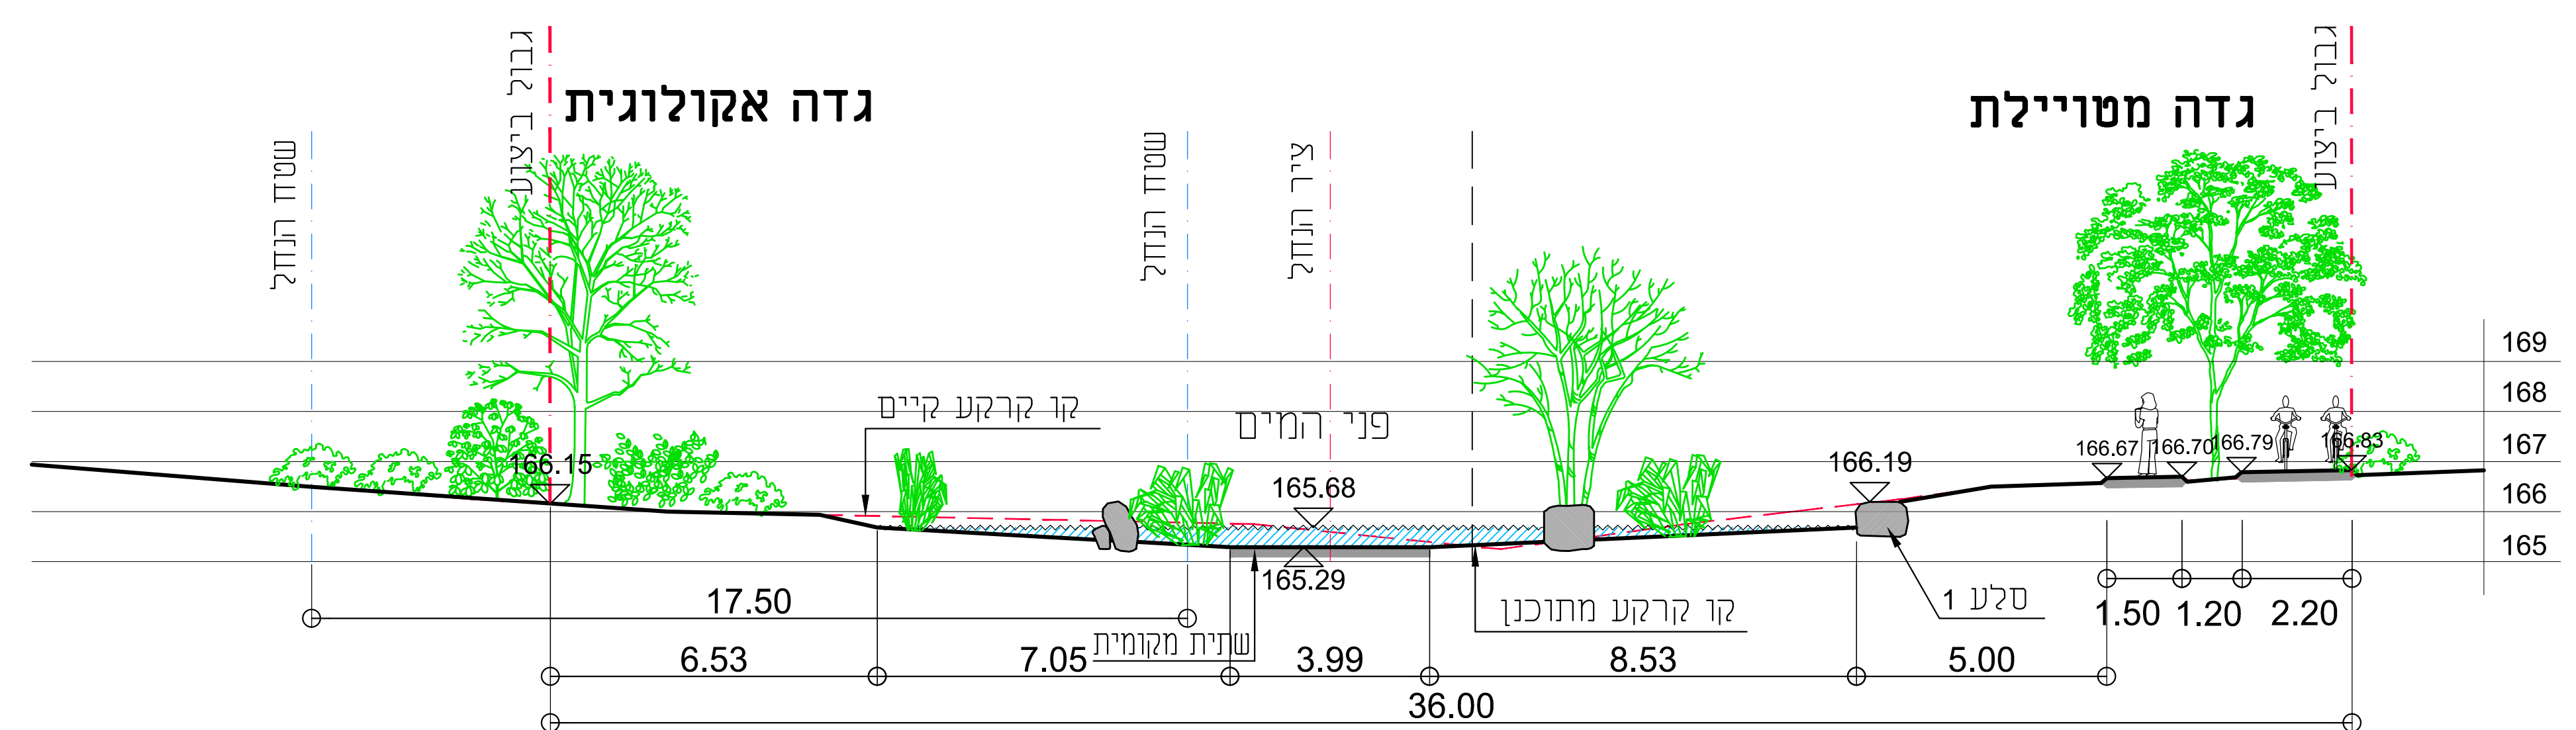 גבול ביצוע
גבול ביצוע
גדה מטויילת
גדה אקולוגית
שטח הנחל
שטח הנחל
ציר הנחל
169
168
167
166
165
קו קרקע קיים
פני המים
166.15
165.68
166.19
166.67
166.70
166.79
166.83
165.29
17.50
שתית מקומית
קו קרקע מתוכנן
סלע 1
1.50
1.20
2.20
6.53
7.05
3.99
8.53
5.00
36.00